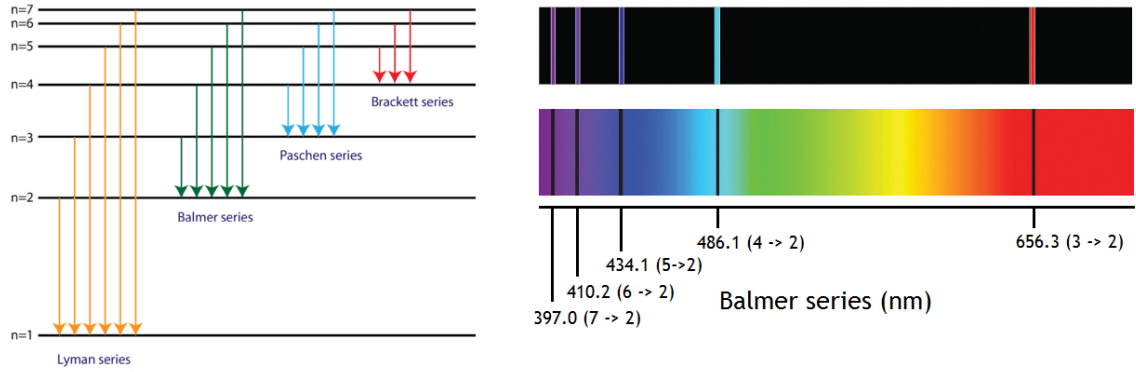 n=7
n=6
n=5
n=4
Brackett series
n=3
Paschen series
n=2
Balmer series
n=1
Lyman series
486.1 (4 -> 2)
656.3 (3 -> 2)
434.1 (5->2)
410.2 (6 -> 2)
Balmer series (nm)
397.0 (7 -> 2)